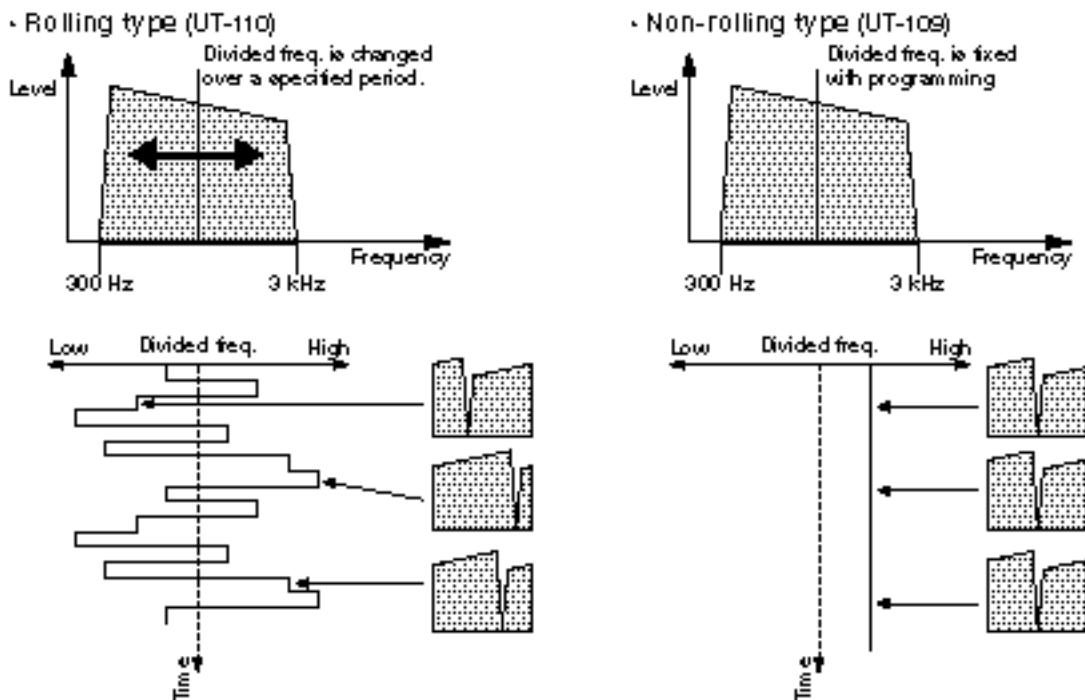 · Rolling type (UT-110)
Divided freq. is changed
over a specified period.
Level
Frequency
300 Hz
3 kHz
Low
Divided freq.
High
Time
· Non-rolling type (UT-109)
Divided freq. is fixed
with programming
Level
Frequency
300 Hz
3 kHz
Low
Divided freq.
High
Time